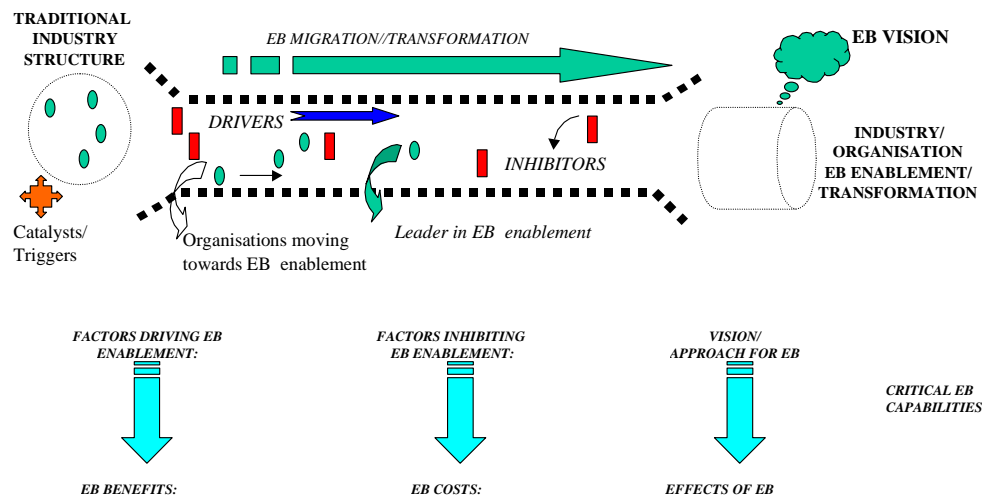 TRADITIONAL
INDUSTRY
STRUCTURE
EB MIGRATION//TRANSFORMATION
EB VISION
DRIVERS
INHIBITORS
INDUSTRY/
ORGANISATION
EB ENABLEMENT/
TRANSFORMATION
Catalysts/
Triggers
Organisations moving
towards EB enablement
Leader in EB enablement
FACTORS DRIVING EB
ENABLEMENT:
FACTORS INHIBITING
EB ENABLEMENT:
VISION/
APPROACH FOR EB
CRITICAL EB
CAPABILITIES
EB BENEFITS:
EB COSTS:
EFFECTS OF EB